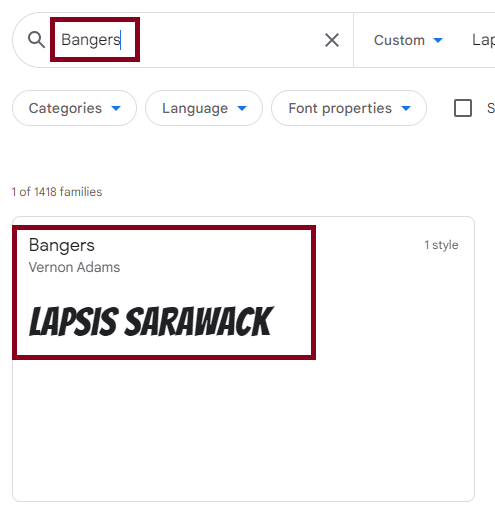 Bangers Custom Lap
Categories Language Font properties S
1 of 1418 families
Bangers 1 style
Vernon Adams
LAPSIS SARAWACK